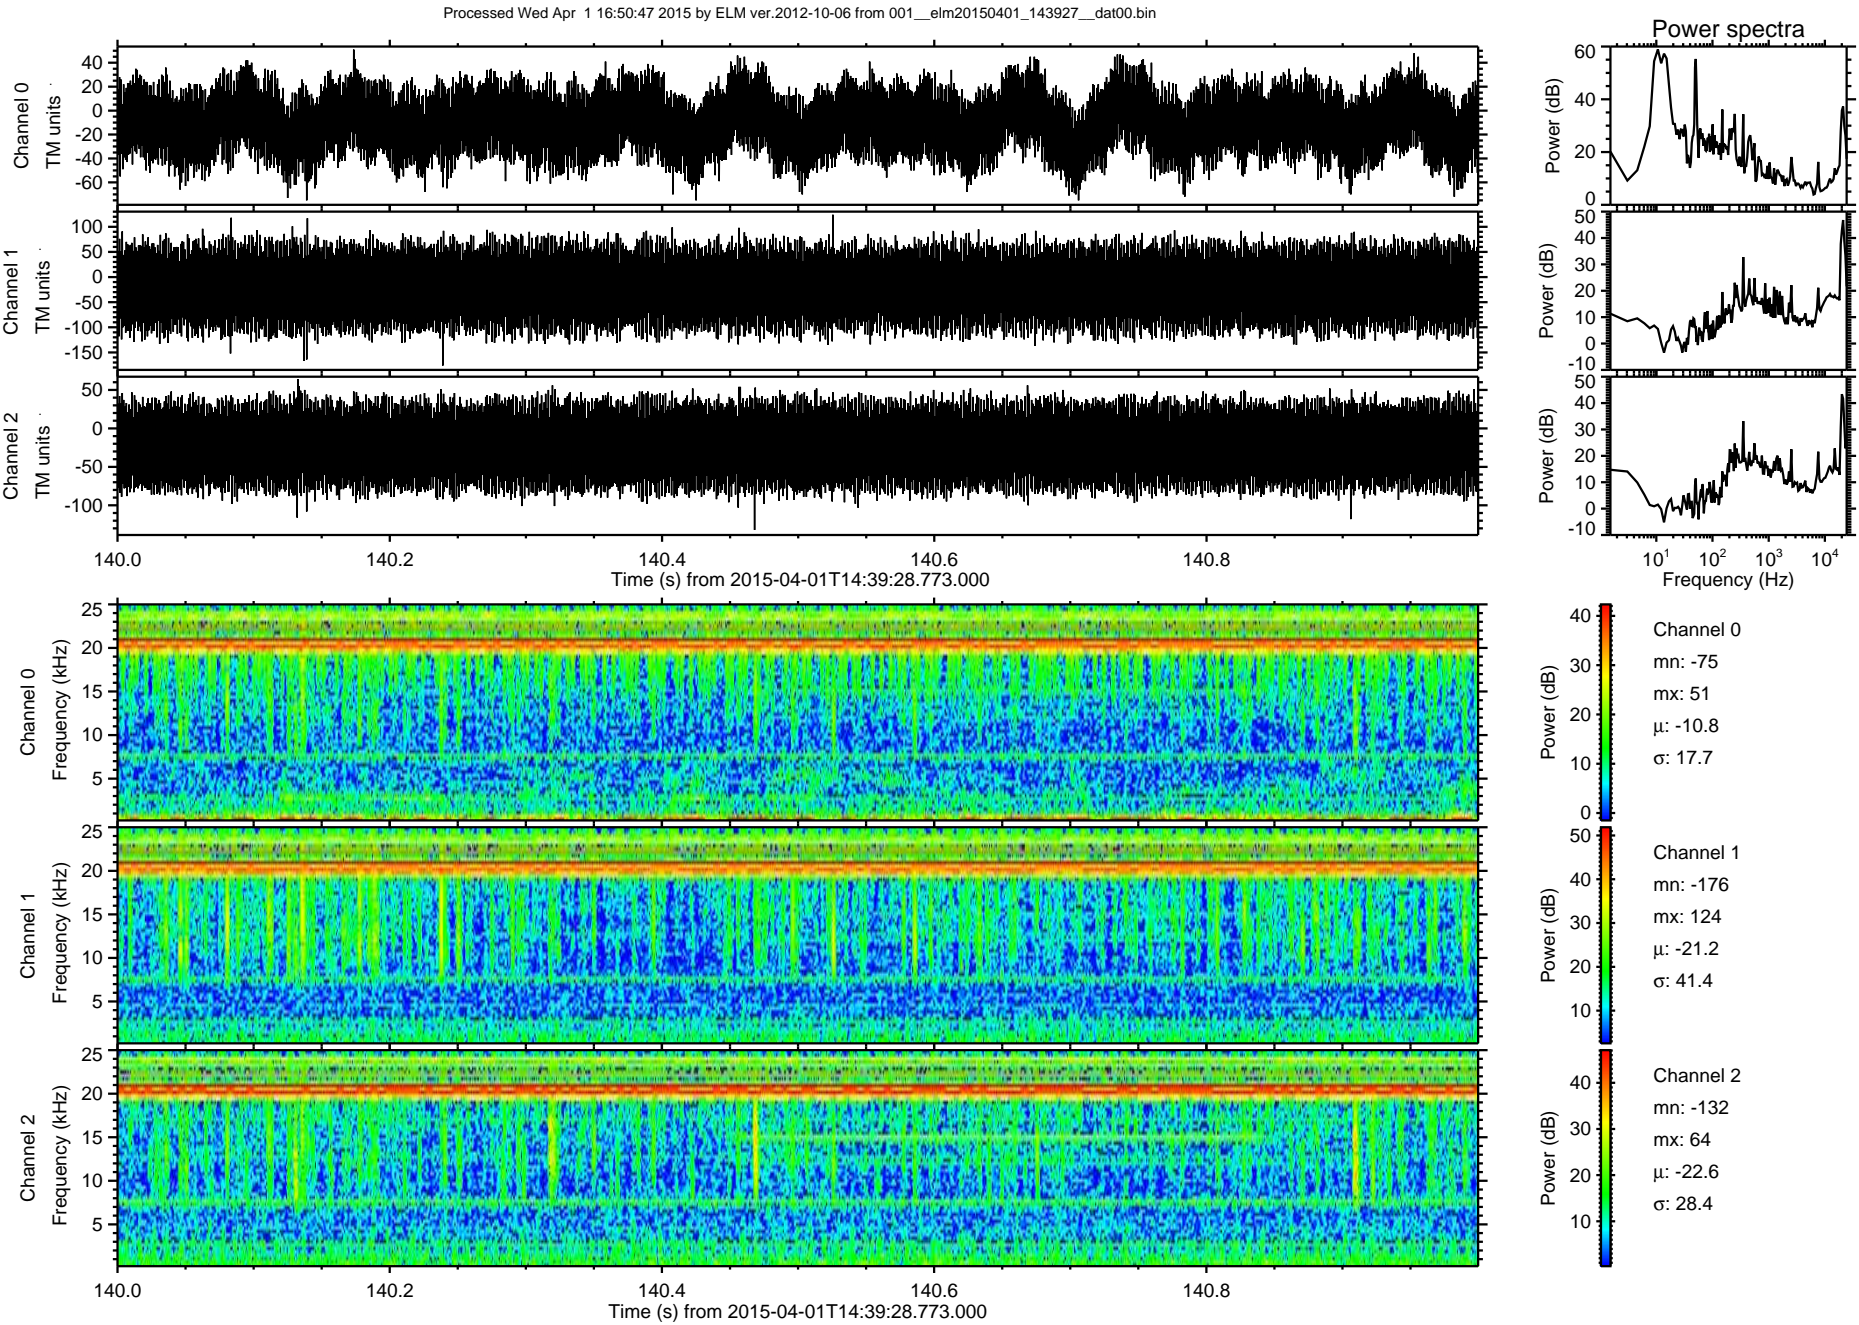 Processed Wed Apr  1 16:50:47 2015 by ELM ver.2012-10-06 from 001__elm20150401_143927__dat00.bin
Power spectra
Channel 0
TM units
40
20
0
-20
-40
-60
Power (dB)
60
40
20
0
Channel 1
TM units
100
50
0
-50
-100
-150
Power (dB)
50
40
30
20
10
0
-10
Channel 2
TM units
50
0
-50
-100
Power (dB)
50
40
30
20
10
0
-10
140.0 140.2 140.4 140.6 140.8
Time (s) from 2015-04-01T14:39:28.773.000
10¹ 10² 10³ 10⁴
Frequency (Hz)
Channel 0
Frequency (kHz)
25
20
15
10
5
Power (dB)
40
30
20
10
0
Channel 0
mn: -75
mx: 51
μ: -10.8
σ: 17.7
Channel 1
Frequency (kHz)
25
20
15
10
5
Power (dB)
50
40
30
20
10
Channel 1
mn: -176
mx: 124
μ: -21.2
σ: 41.4
Channel 2
Frequency (kHz)
25
20
15
10
5
Power (dB)
40
30
20
10
Channel 2
mn: -132
mx: 64
μ: -22.6
σ: 28.4
140.0 140.2 140.4 140.6 140.8
Time (s) from 2015-04-01T14:39:28.773.000